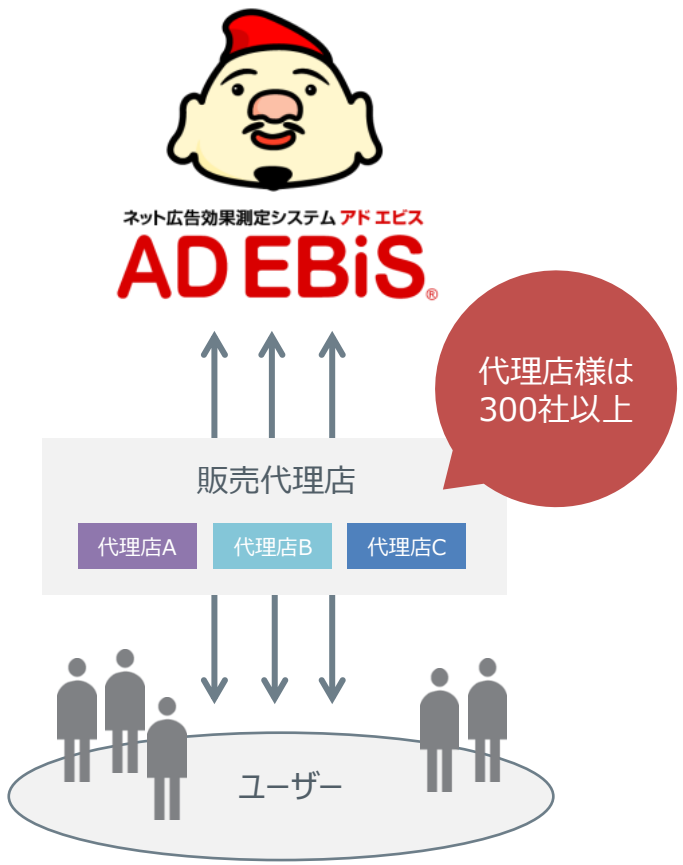 ネット広告効果測定システム アド エビス
AD EBiS®
代理店様は
300社以上
販売代理店
代理店A
代理店B
代理店C
ユーザー